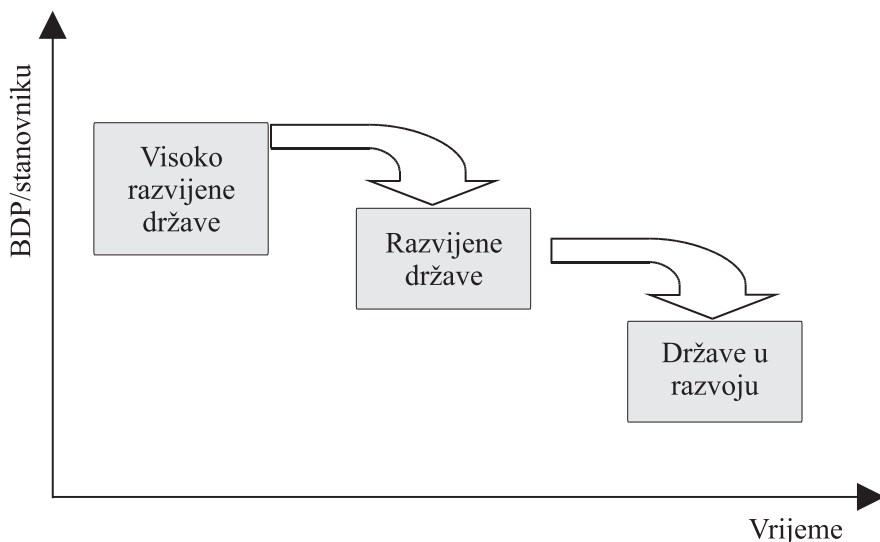 BDP/stanovniku
Visoko
razvijene
države
Razvijene
države
Države u
razvoju
Vrijeme